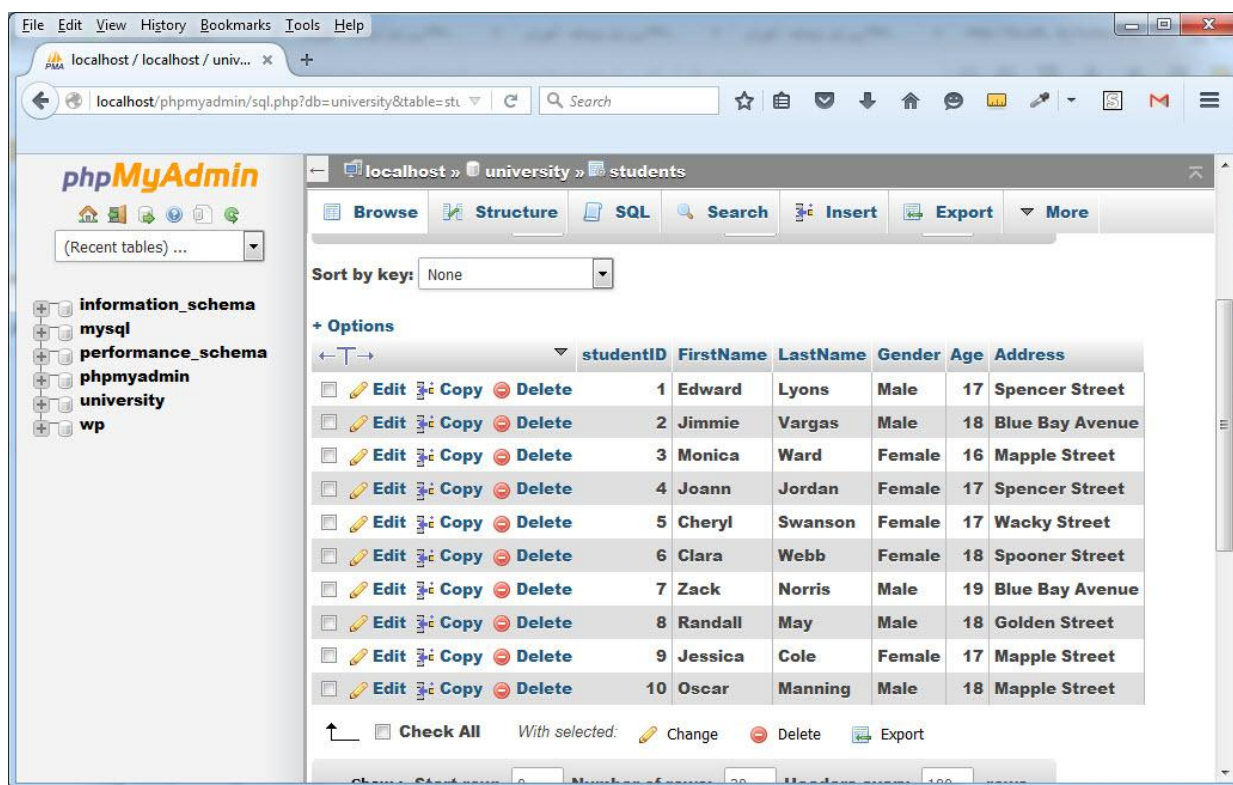 File Edit View History Bookmarks Tools Help
PMA localhost / localhost / univ... × +
localhost/phpmyadmin/sql.php?db=university&table=stu Search
phpMyAdmin
(Recent tables) ...
information_schema
mysql
performance_schema
phpmyadmin
university
wp
localhost » university » students
Browse Structure SQL Search Insert Export More
Sort by key: None
+ Options
studentID FirstName LastName Gender Age Address
Edit Copy Delete 1 Edward Lyons Male 17 Spencer Street
Edit Copy Delete 2 Jimmie Vargas Male 18 Blue Bay Avenue
Edit Copy Delete 3 Monica Ward Female 16 Mapple Street
Edit Copy Delete 4 Joann Jordan Female 17 Spencer Street
Edit Copy Delete 5 Cheryl Swanson Female 17 Wacky Street
Edit Copy Delete 6 Clara Webb Female 18 Spooner Street
Edit Copy Delete 7 Zack Norris Male 19 Blue Bay Avenue
Edit Copy Delete 8 Randall May Male 18 Golden Street
Edit Copy Delete 9 Jessica Cole Female 17 Mapple Street
Edit Copy Delete 10 Oscar Manning Male 18 Mapple Street
Check All With selected: Change Delete Export